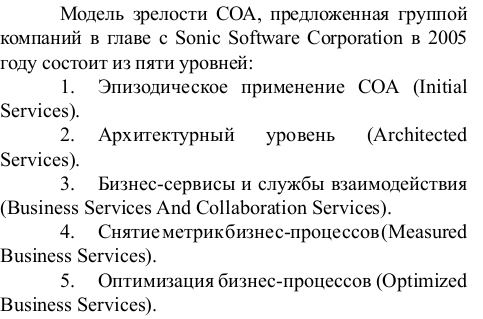 Модель зрелости СОА, предложенная группой
компаний в главе с Sonic Software Corporation в 2005
году состоит из пяти уровней:
1. Эпизодическое применение СОА (Initial
Services).
2. Архитектурный уровень (Architected
Services).
3. Бизнес-сервисы и службы взаимодействия
(Business Services And Collaboration Services).
4. Снятие метрик бизнес-процессов (Measured
Business Services).
5. Оптимизация бизнес-процессов (Optimized
Business Services).